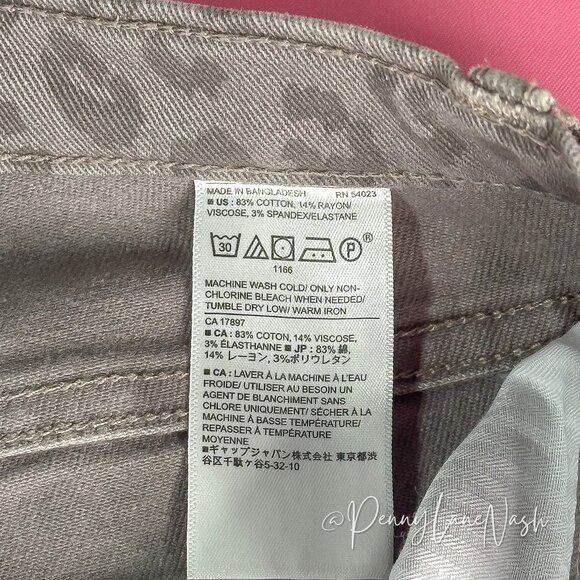 MADE IN BANGLADESH RN 54023
■ US : 83% COTTON, 14% RAYON/
VISCOSE, 3% SPANDEX/ELASTANE
30 P ®
1166
MACHINE WASH COLD/ ONLY NON-
CHLORINE BLEACH WHEN NEEDED/
TUMBLE DRY LOW/ WARM IRON
CA 17897
■ CA : 83% COTTON, 14% VISCOSE,
3% ÉLASTHANNE ■ JP : 83% 綿,
14% レーヨン, 3%ポリウレタン
■ CA : LAVER À LA MACHINE À L'EAU
FROIDE/ UTILISER AU BESOIN UN
AGENT DE BLANCHIMENT SANS
CHLORE UNIQUEMENT/ SÉCHER À LA
MACHINE À BASSE TEMPÉRATURE/
REPASSER À TEMPÉRATURE
MOYENNE
■ギャップジャパン㈱ 東京都渋
谷区千駄ヶ谷5-32-10
@PennyLaneNash